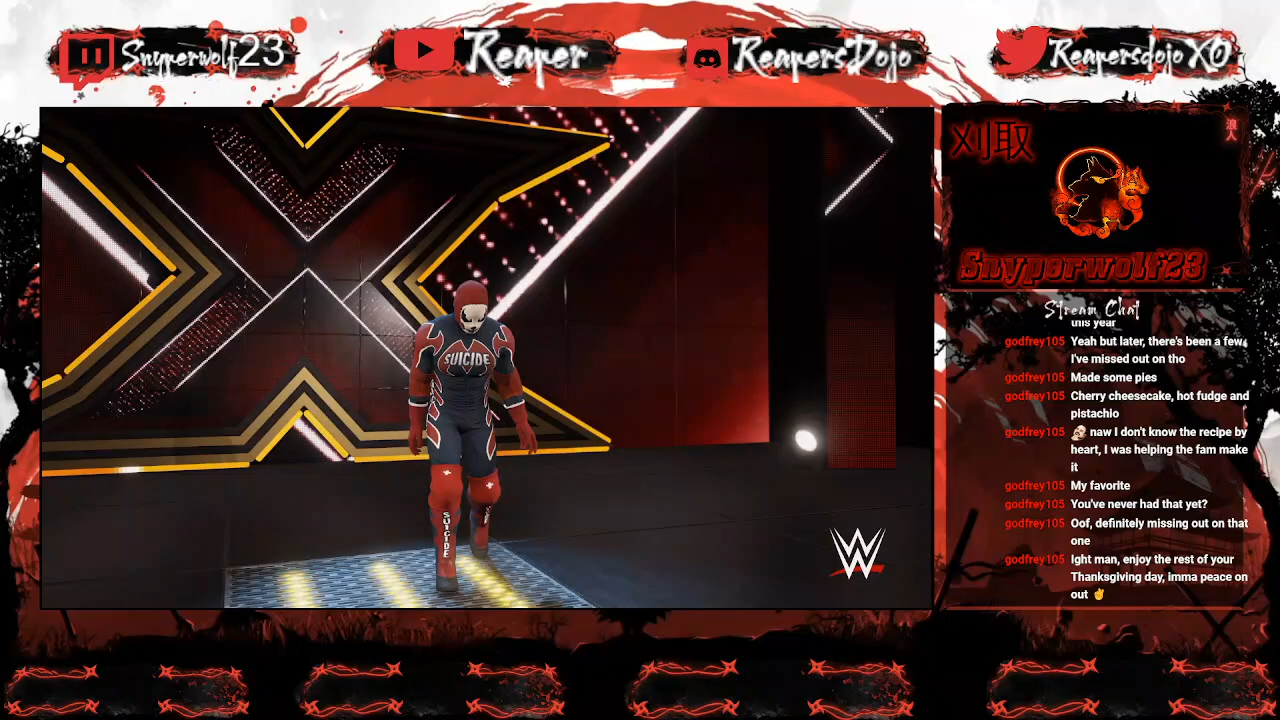 Snyperwolf23
Reaper
ReapersDojo
ReapersdojoXO
刈取
浪人
Snyperwolf23
Stream Chat
this year
godfrey105 Yeah but later, there's been a few, I've missed out on tho
godfrey105 Made some pies
godfrey105 Cherry cheesecake, hot fudge and
pistachio
godfrey105 naw I don't know the recipe by
heart, I was helping the fam make
it
godfrey105 My favorite
godfrey105 You've never had that yet?
godfrey105 Oof, definitely missing out on that
one
godfrey105 Ight man, enjoy the rest of your
Thanksgiving day, imma peace on
out ✌
SUICIDE
SUICIDE
W